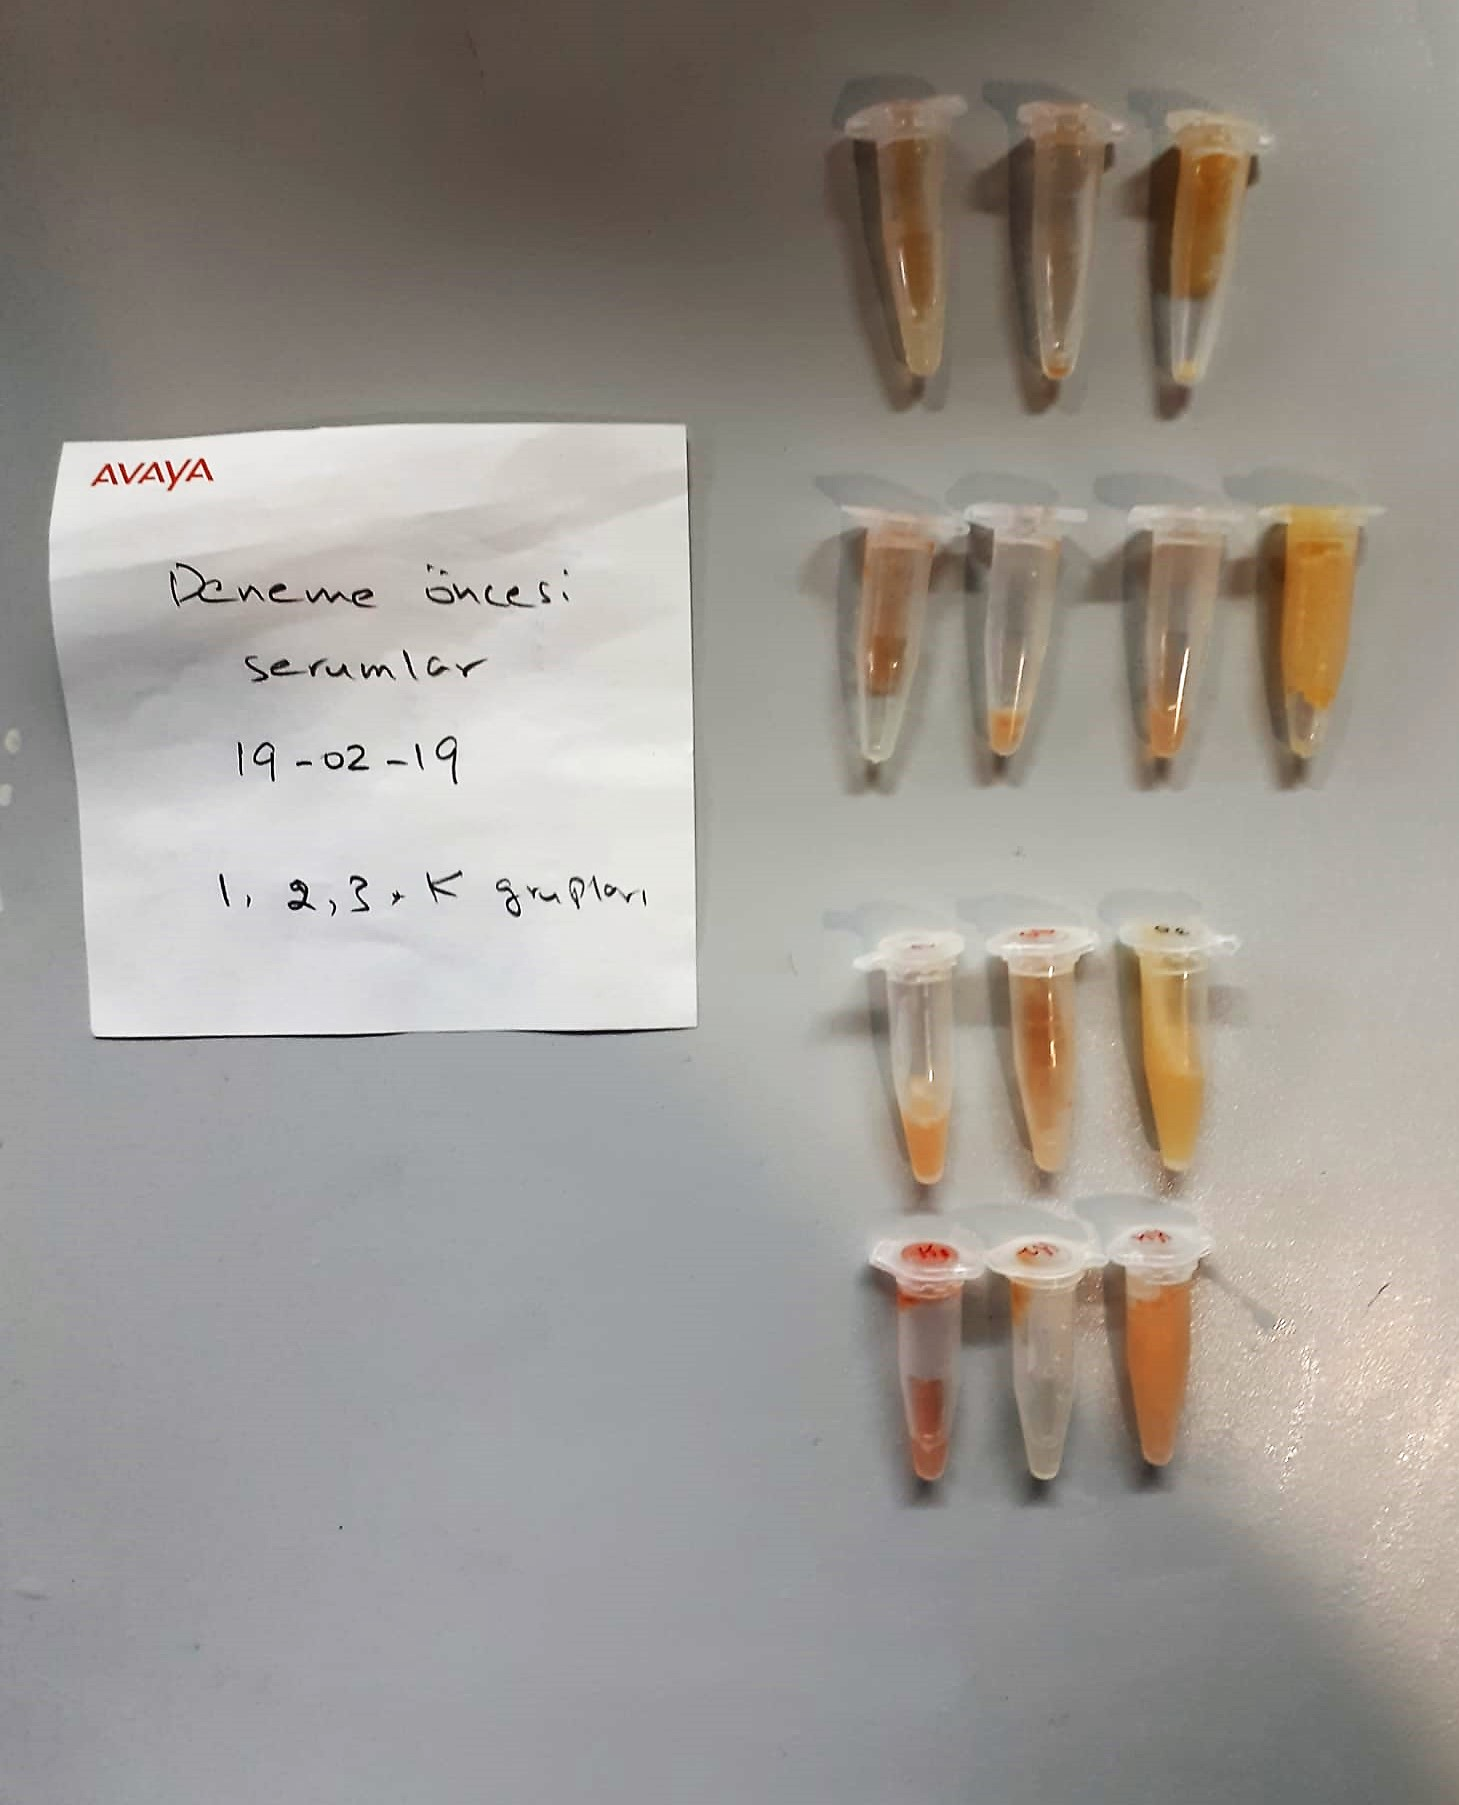 AVAYA
Deneme öncesi
serumlar
19-02-19
1, 2, 3, K grupları